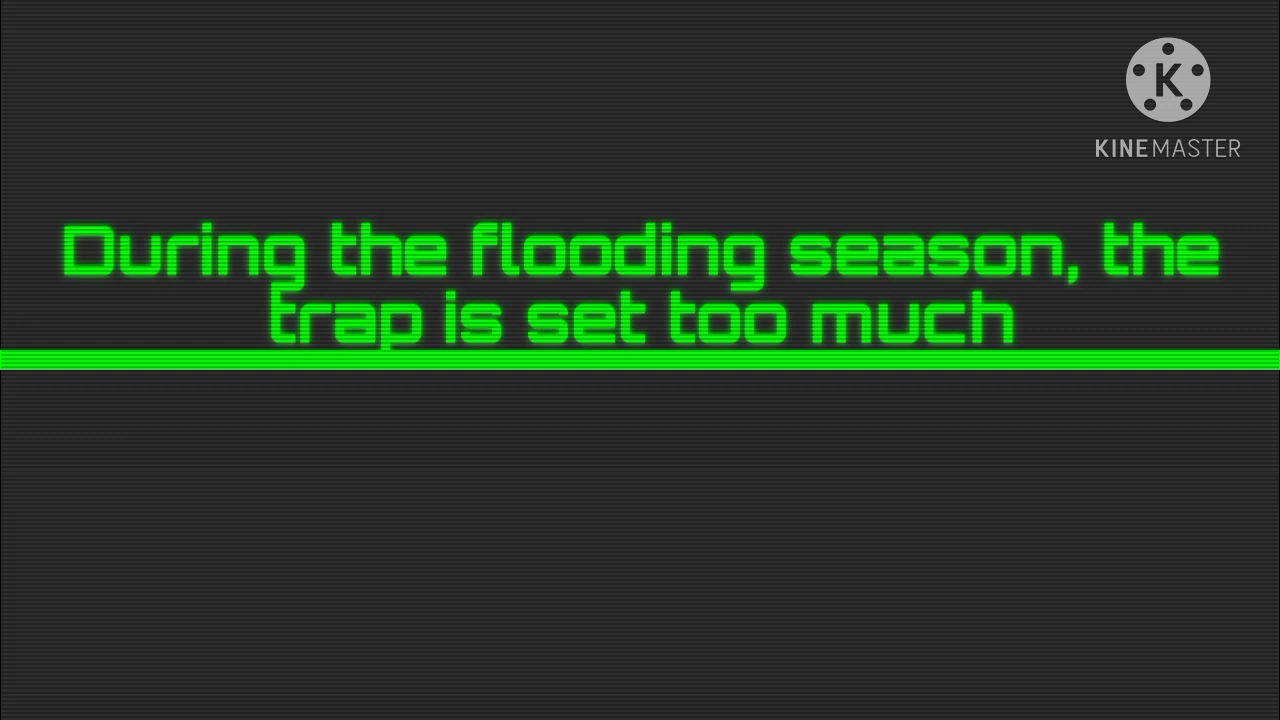 K
KINEMASTER
During the flooding season, the
trap is set too much